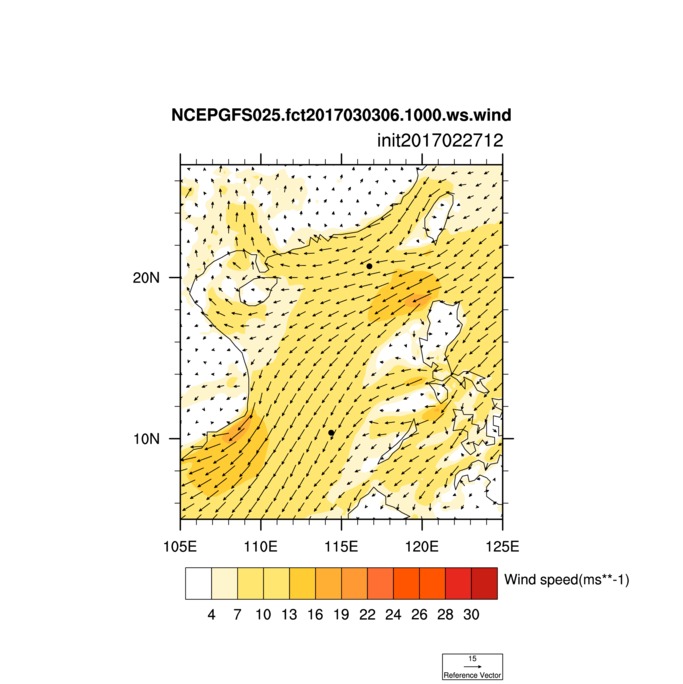 NCEPGFS025.fct2017030306.1000.ws.wind
init2017022712
20N
10N
105E 110E 115E 120E 125E
Wind speed(ms**-1)
4 7 10 13 16 19 22 24 26 28 30
15
Reference Vector